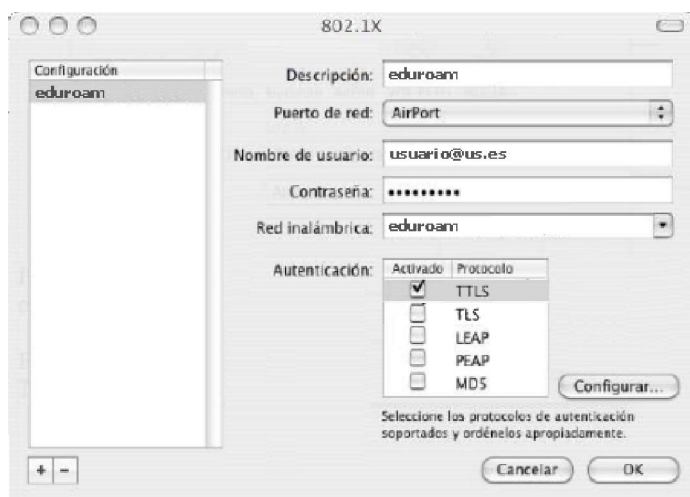 802.1X
Configuración
eduroam
Descripción: eduroam
Puerto de red: AirPort
Nombre de usuario: usuario@us.es
Contraseña: •••••••••
Red inalámbrica: eduroam
Autenticación:
Activado Protocolo
TTLS
TLS
LEAP
PEAP
MD5
Configurar...
Seleccione los protocolos de autenticación
soportados y ordénelos apropiadamente.
+ −
Cancelar OK